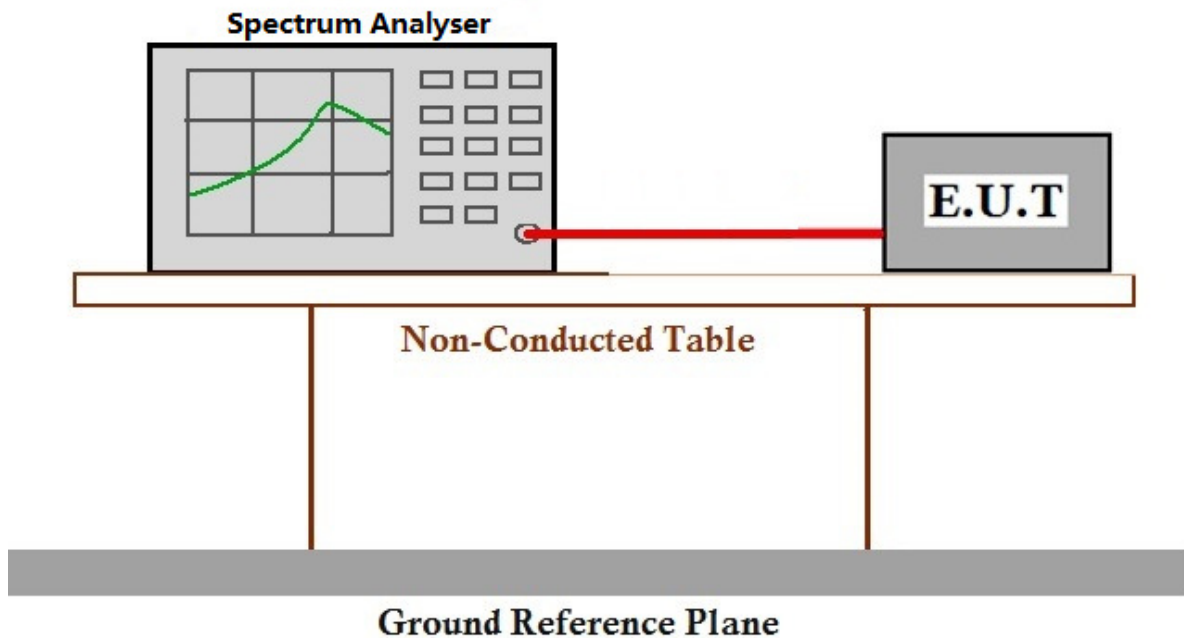 Spectrum Analyser
E.U.T
Non-Conducted Table
Ground Reference Plane